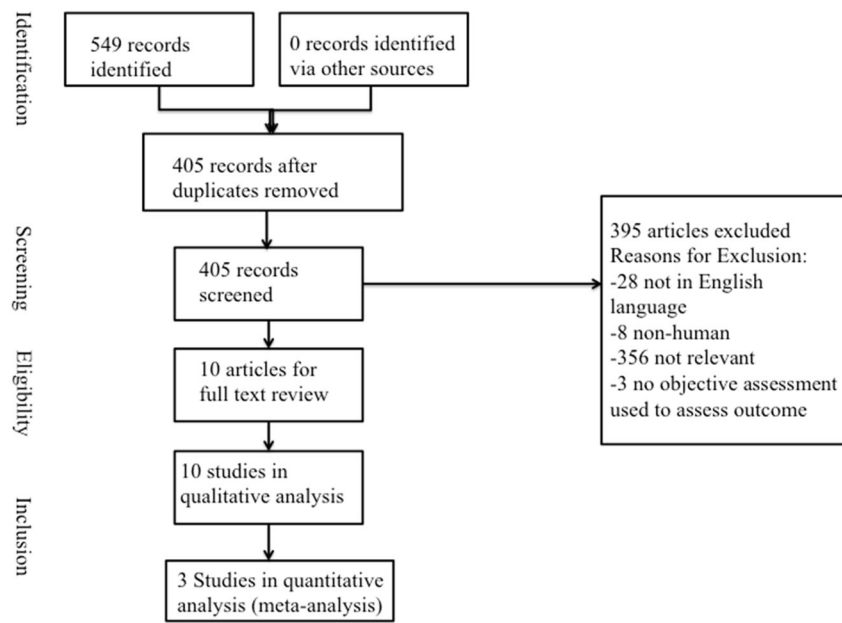 Identification
549 records
identified
0 records identified
via other sources
405 records after
duplicates removed
Screening
405 records
screened
395 articles excluded
Reasons for Exclusion:
-28 not in English
language
-8 non-human
-356 not relevant
-3 no objective assessment
used to assess outcome
Eligibility
10 articles for
full text review
Inclusion
10 studies in
qualitative analysis
3 Studies in quantitative
analysis (meta-analysis)